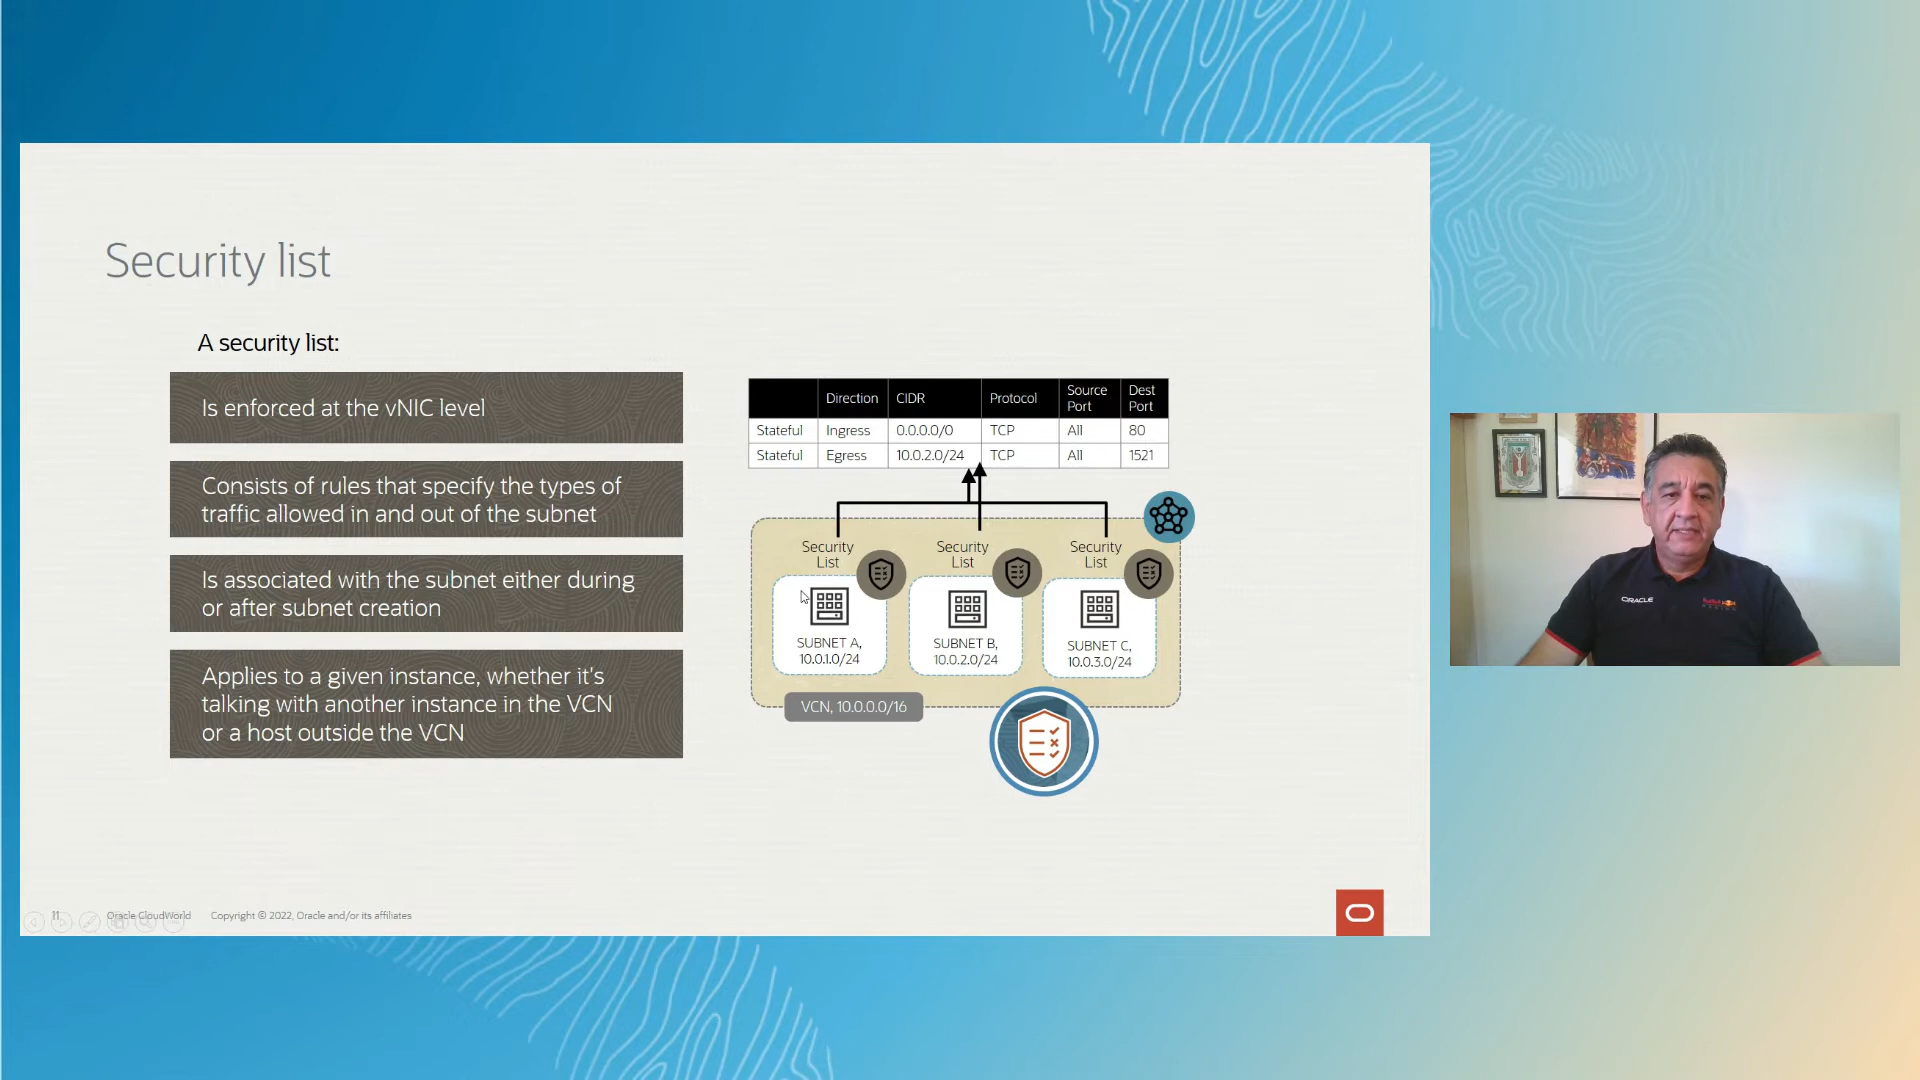 Security list
A security list:
Is enforced at the vNIC level
Consists of rules that specify the types of
traffic allowed in and out of the subnet
Is associated with the subnet either during
or after subnet creation
Applies to a given instance, whether it's
talking with another instance in the VCN
or a host outside the VCN
Direction CIDR Protocol Source Port Dest Port
Stateful Ingress 0.0.0.0/0 TCP All 80
Stateful Egress 10.0.2.0/24 TCP All 1521
Security
List
Security
List
Security
List
SUBNET A,
10.0.1.0/24
SUBNET B,
10.0.2.0/24
SUBNET C,
10.0.3.0/24
VCN, 10.0.0.0/16
11 Oracle CloudWorld Copyright © 2022, Oracle and/or its affiliates
ORACLE